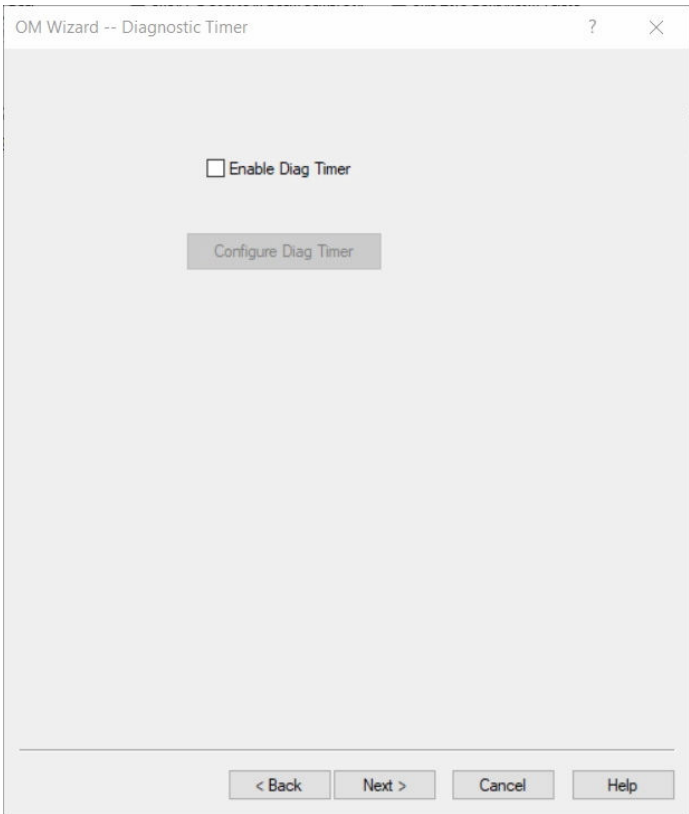 OM Wizard -- Diagnostic Timer ? ×
Enable Diag Timer
Configure Diag Timer
< Back Next > Cancel Help